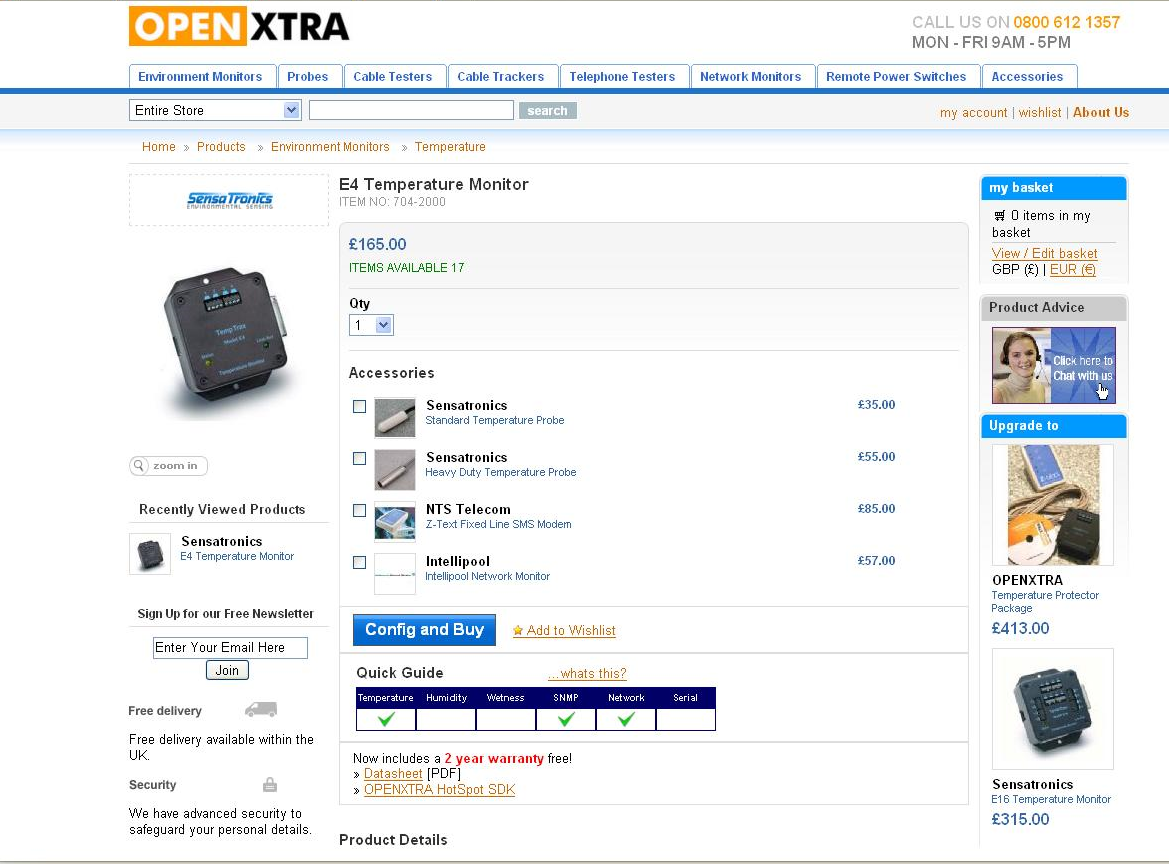 OPENXTRA
CALL US ON 0800 612 1357
MON - FRI 9AM - 5PM
Environment Monitors
Probes
Cable Testers
Cable Trackers
Telephone Testers
Network Monitors
Remote Power Switches
Accessories
Entire Store
search
my account | wishlist | About Us
Home » Products » Environment Monitors » Temperature
SensaTronics
ENVIRONMENTAL SENSING
TempTrax
Model E4
Temperature Monitor
zoom in
Recently Viewed Products
Sensatronics
E4 Temperature Monitor
Sign Up for our Free Newsletter
Enter Your Email Here
Join
Free delivery
Free delivery available within the
UK.
Security
We have advanced security to
safeguard your personal details.
E4 Temperature Monitor
ITEM NO: 704-2000
£165.00
ITEMS AVAILABLE 17
Qty
1
Accessories
Sensatronics
Standard Temperature Probe
£35.00
Sensatronics
Heavy Duty Temperature Probe
£55.00
NTS Telecom
Z-Text Fixed Line SMS Modem
£85.00
Intellipool
Intellipool Network Monitor
£57.00
Config and Buy
Add to Wishlist
Quick Guide
...whats this?
Temperature Humidity Wetness SNMP Network Serial
Now includes a 2 year warranty free!
» Datasheet [PDF]
» OPENXTRA HotSpot SDK
Product Details
my basket
0 items in my
basket
View / Edit basket
GBP (£) | EUR (€)
Product Advice
Click here to
Chat with us
Upgrade to
OPENXTRA
Temperature Protector
Package
£413.00
Sensatronics
E16 Temperature Monitor
£315.00